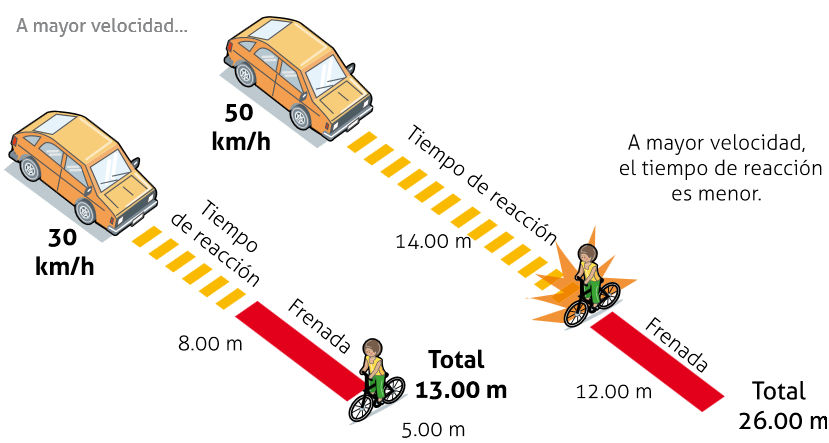 A mayor velocidad...
50
km/h
Tiempo de reacción
14.00 m
A mayor velocidad,
el tiempo de reacción
es menor.
Frenada
12.00 m
Total
26.00 m
30
km/h
Tiempo
de reacción
8.00 m
Frenada
Total
13.00 m
5.00 m